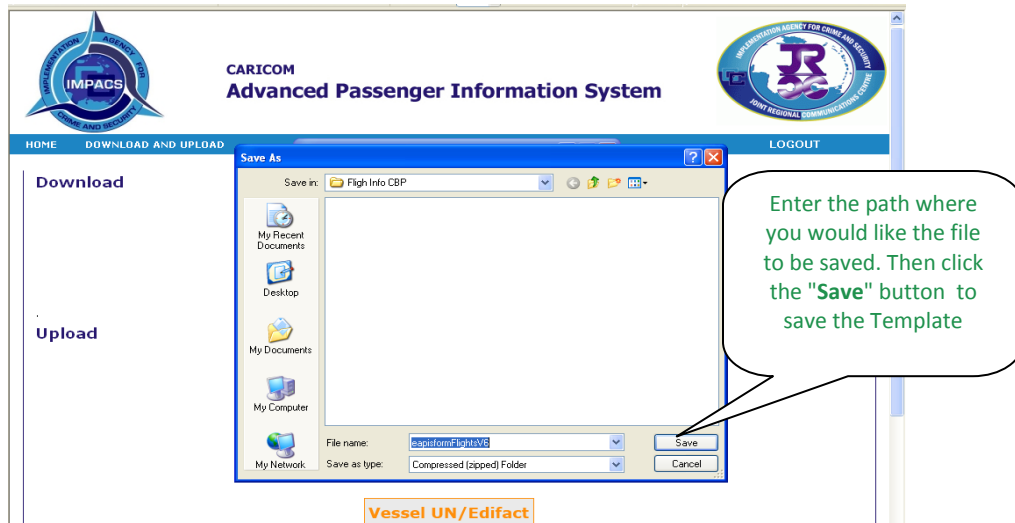 IMPLEMENTATION AGENCY FOR CRIME AND SECURITY
IMPACS
CARICOM
Advanced Passenger Information System
IMPLEMENTATION AGENCY FOR CRIME AND SECURITY
JOINT REGIONAL COMMUNICATIONS CENTRE
HOME DOWNLOAD AND UPLOAD LOGOUT
Download
.
Upload
Save As
Save in: Fligh Info CBP
My Recent
Documents
Desktop
My Documents
My Computer
My Network
File name: eapisformFlightsV6 Save
Save as type: Compressed (zipped) Folder Cancel
Enter the path where
you would like the file
to be saved. Then click
the "Save" button to
save the Template
Vessel UN/Edifact